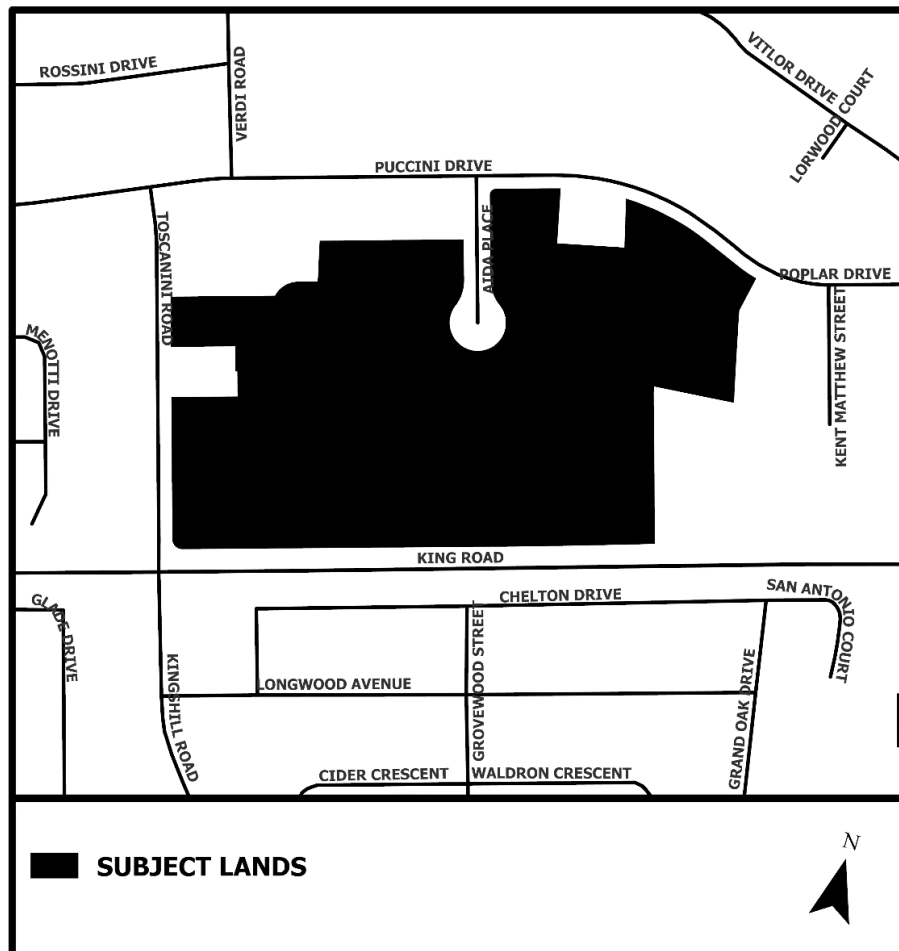 ROSSINI DRIVE
VERDI ROAD
VITLOR DRIVE
LORWOOD COURT
PUCCINI DRIVE
TOSCANINI ROAD
AIDA PLACE
POPLAR DRIVE
MENOTTI DRIVE
KENT MATTHEW STREET
KING ROAD
GLADE DRIVE
CHELTON DRIVE
SAN ANTONIO COURT
KINGSHILL ROAD
LONGWOOD AVENUE
GROVEWOOD STREET
GRAND OAK DRIVE
CIDER CRESCENT
WALDRON CRESCENT
SUBJECT LANDS
N